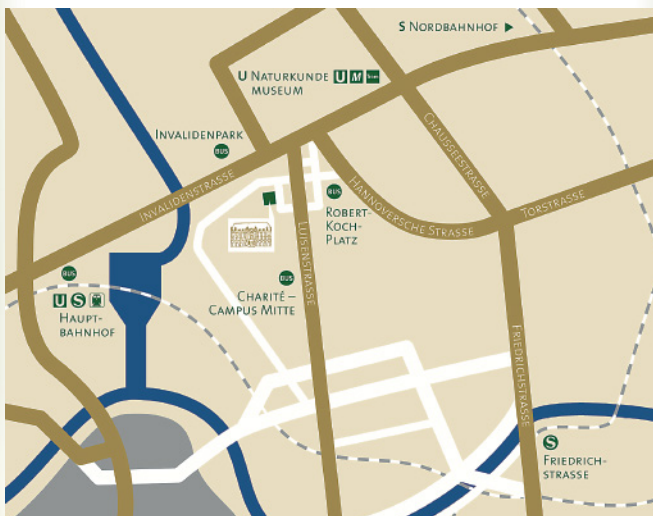 S NORDBAHNHOF
U NATURKUNDE
MUSEUM
U M
INVALIDENPARK
BUS
CHAUSSEESTRASSE
INVALIDENSTRASSE
BUS
ROBERT-
KOCH-
PLATZ
HANNOVERSCHE STRASSE
TORSTRASSE
LUISENSTRASSE
BUS
CHARITÉ –
CAMPUS MITTE
BUS
U S
HAUPT-
BAHNHOF
FRIEDRICHSTRASSE
S
FRIEDRICH-
STRASSE